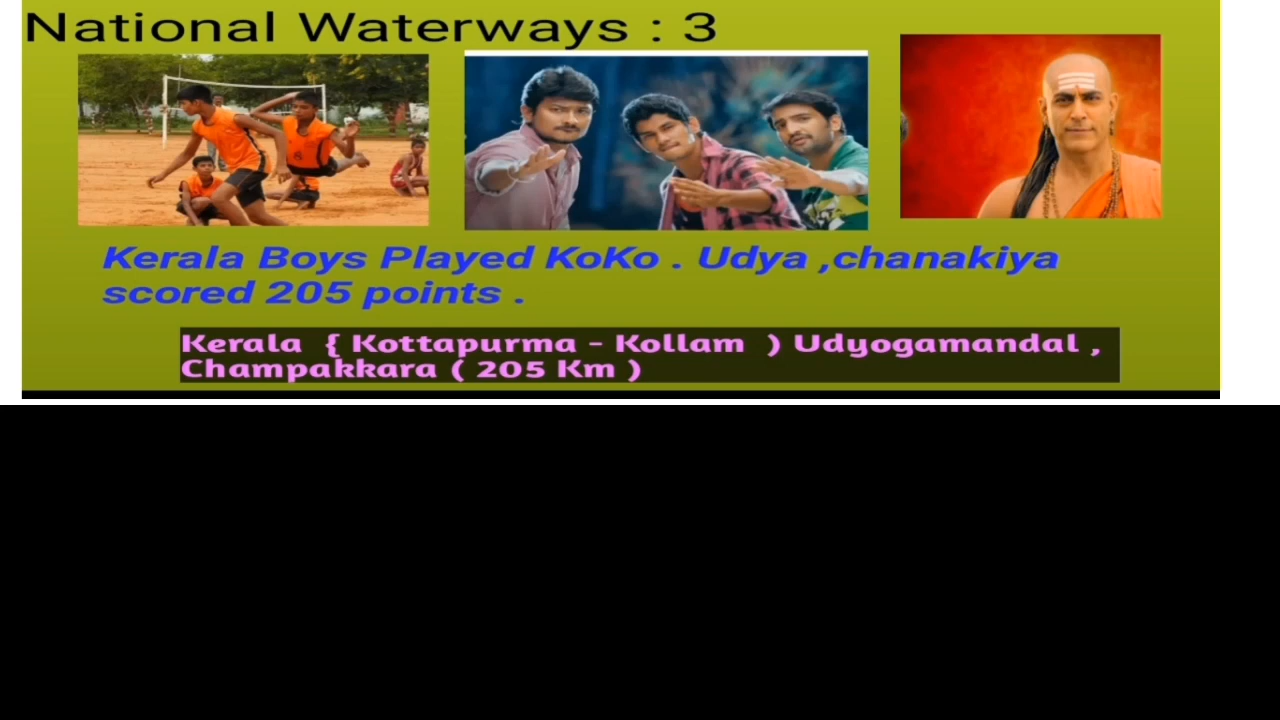 National Waterways : 3
Kerala Boys Played KoKo . Udya ,chanakiya
scored 205 points .
Kerala { Kottapurma - Kollam ) Udyogamandal ,
Champakkara ( 205 Km )